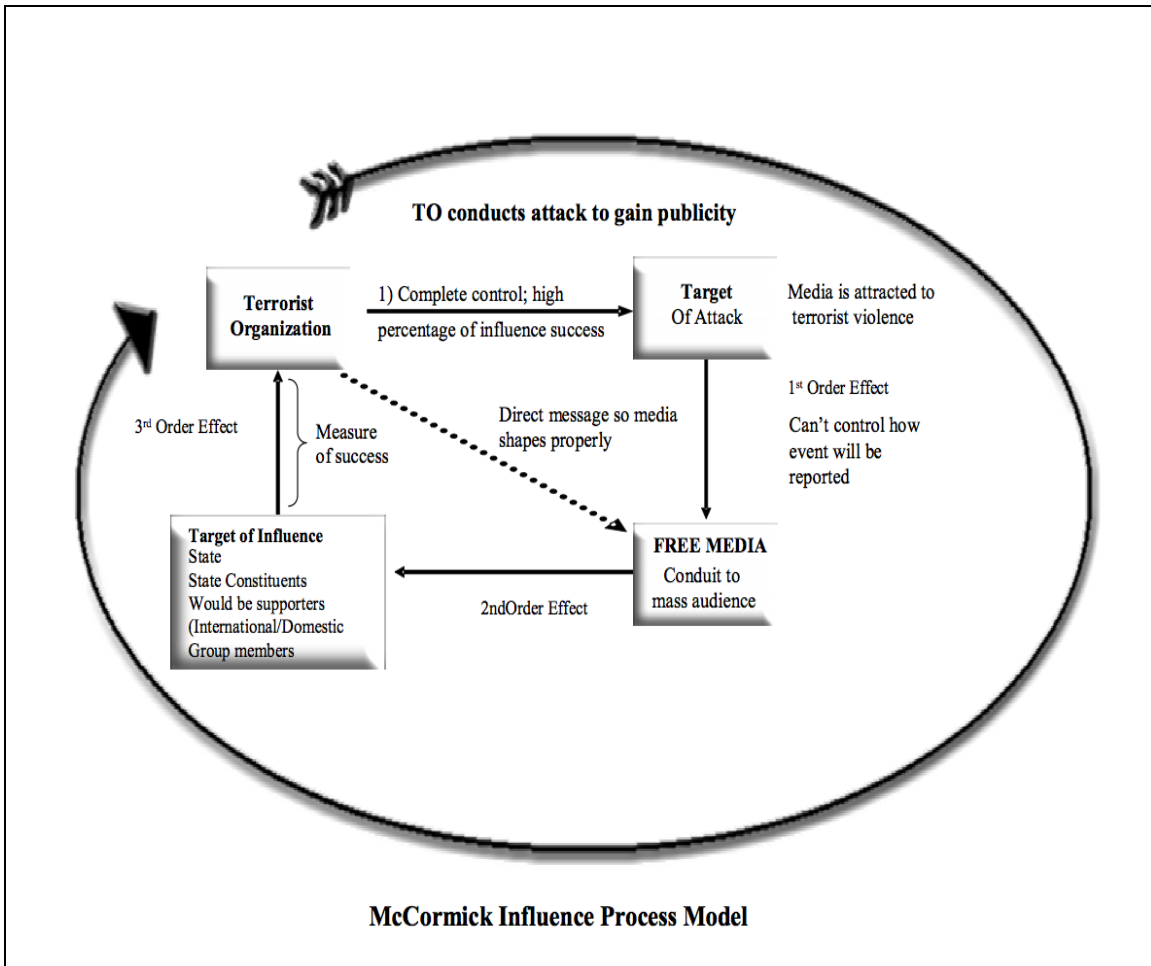 TO conducts attack to gain publicity
Terrorist
Organization
1) Complete control; high
percentage of influence success
Target
Of Attack
Media is attracted to
terrorist violence
1st Order Effect
Can't control how
event will be
reported
Direct message so media
shapes properly
3rd Order Effect
Measure
of success
Target of Influence
State
State Constituents
Would be supporters
(International/Domestic
Group members
2ndOrder Effect
FREE MEDIA
Conduit to
mass audience
McCormick Influence Process Model